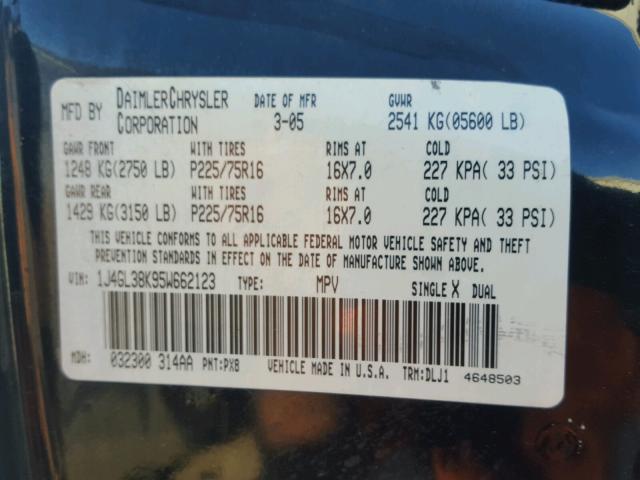 MFD BY DAIMLERCHRYSLER CORPORATION DATE OF MFR 3-05 GVWR 2541 KG(05600 LB)
GAWR FRONT WITH TIRES RIMS AT COLD
1248 KG(2750 LB) P225/75R16 16X7.0 227 KPA( 33 PSI)
GAWR REAR WITH TIRES RIMS AT COLD
1429 KG(3150 LB) P225/75R16 16X7.0 227 KPA( 33 PSI)
THIS VEHICLE CONFORMS TO ALL APPLICABLE FEDERAL MOTOR VEHICLE SAFETY AND THEFT
PREVENTION STANDARDS IN EFFECT ON THE DATE OF MANUFACTURE SHOWN ABOVE.
VIN: 1J4GL38K95W662123 TYPE: MPV SINGLE X DUAL
MDH: 032300 314AA PNT:PXB VEHICLE MADE IN U.S.A. TRM:DLJ1 4648503